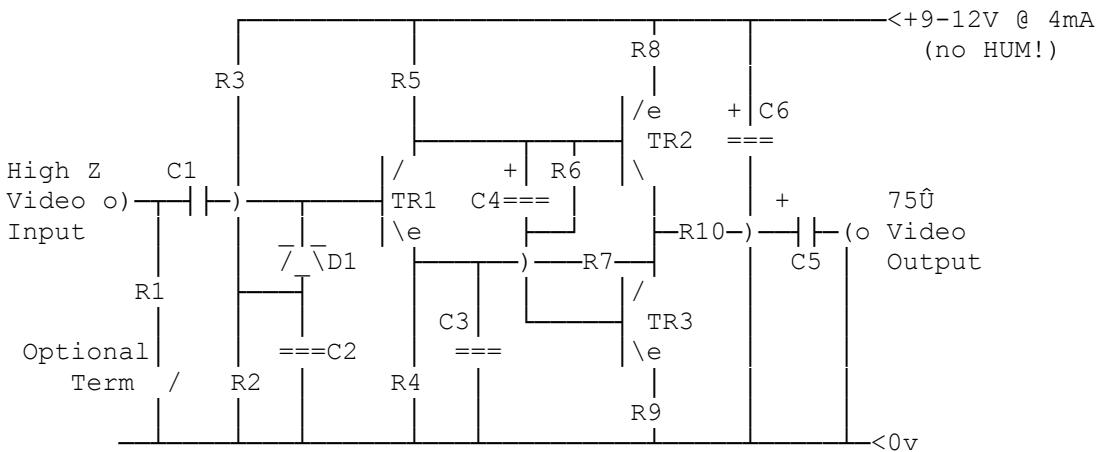 <+9-12V @ 4mA
R8 (no HUM!)
R3 R5
/e + C6
TR2 ===
High Z C1 / + R6 \
Video o) ) TR1 C4=== + 75Û
Input \e R10 ) (o Video
/_\D1 ) R7 C5 Output
R1 /
C3 TR3
Optional ===C2 === \e
Term / R2 R4
R9
<0v